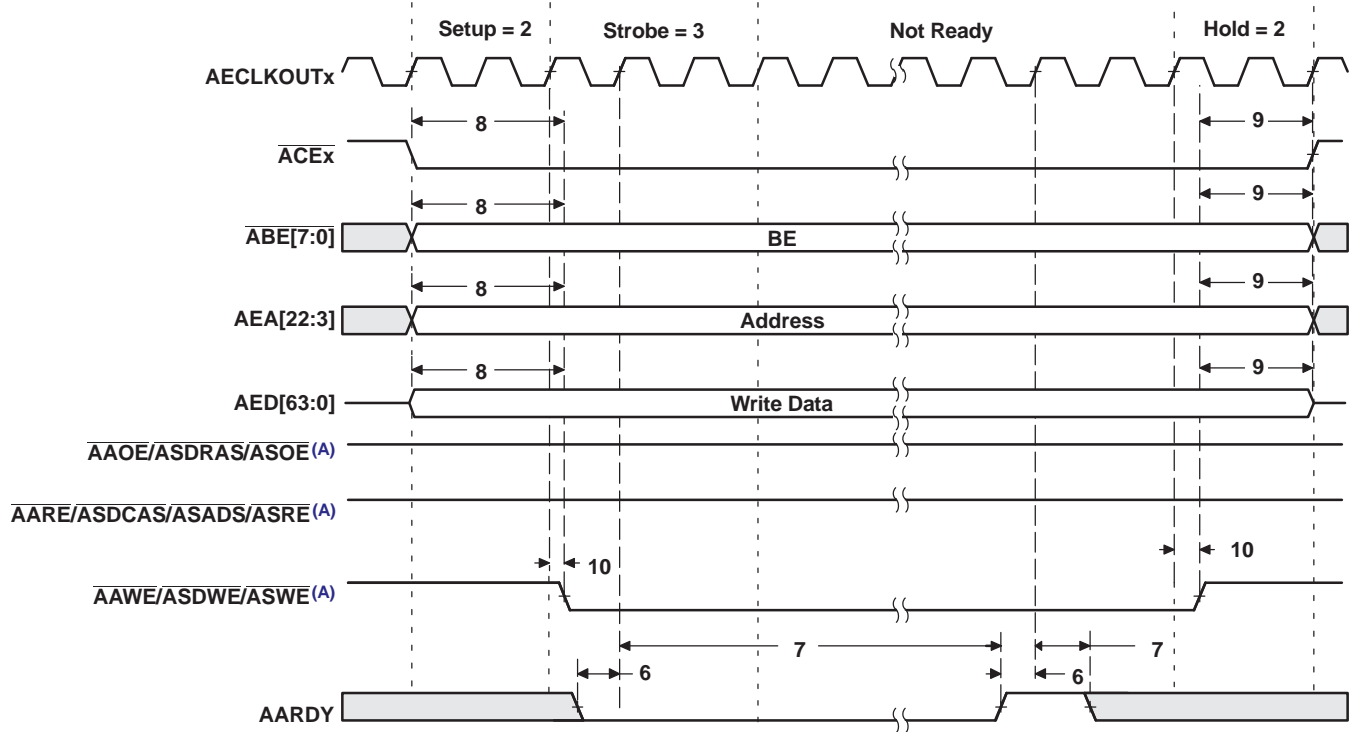 Setup = 2 Strobe = 3 Not Ready Hold = 2
AECLKOUTx
8 9
ACEx
8 9
ABE[7:0] BE
8 9
AEA[22:3] Address
8 9
AED[63:0] Write Data
AAOE/ASDRAS/ASOE(A)
AARE/ASDCAS/ASADS/ASRE(A)
10 10
AAWE/ASDWE/ASWE(A)
7 7
6 6
AARDY